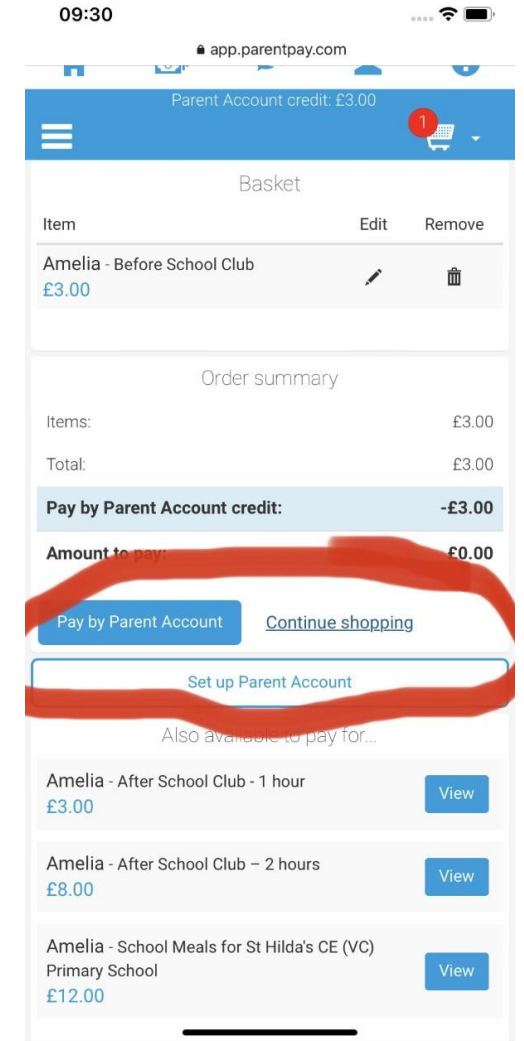 09:30
app.parentpay.com
Parent Account credit: £3.00
1
Basket
Item Edit Remove
Amelia - Before School Club
£3.00
Order summary
Items: £3.00
Total: £3.00
Pay by Parent Account credit: -£3.00
Amount to pay: £0.00
Pay by Parent Account Continue shopping
Set up Parent Account
Also available to pay for...
Amelia - After School Club - 1 hour
£3.00
View
Amelia - After School Club – 2 hours
£8.00
View
Amelia - School Meals for St Hilda's CE (VC)
Primary School
£12.00
View